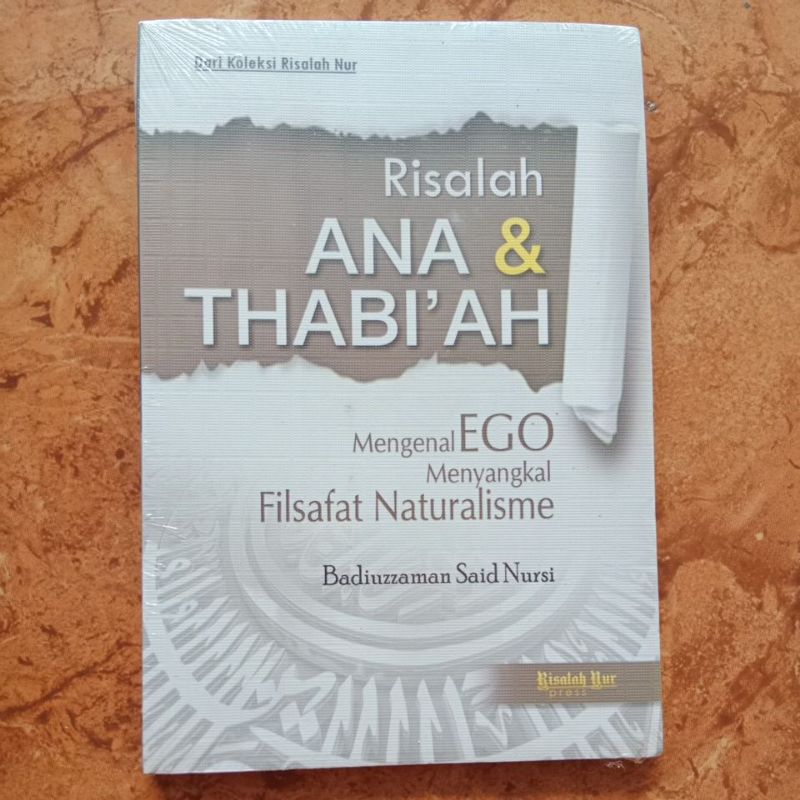 Dari Koleksi Risalah Nur
Risalah
ANA &
THABI'AH
Mengenal EGO
Menyangkal
Filsafat Naturalisme
Badiuzzaman Said Nursi
Risalah Nur
press